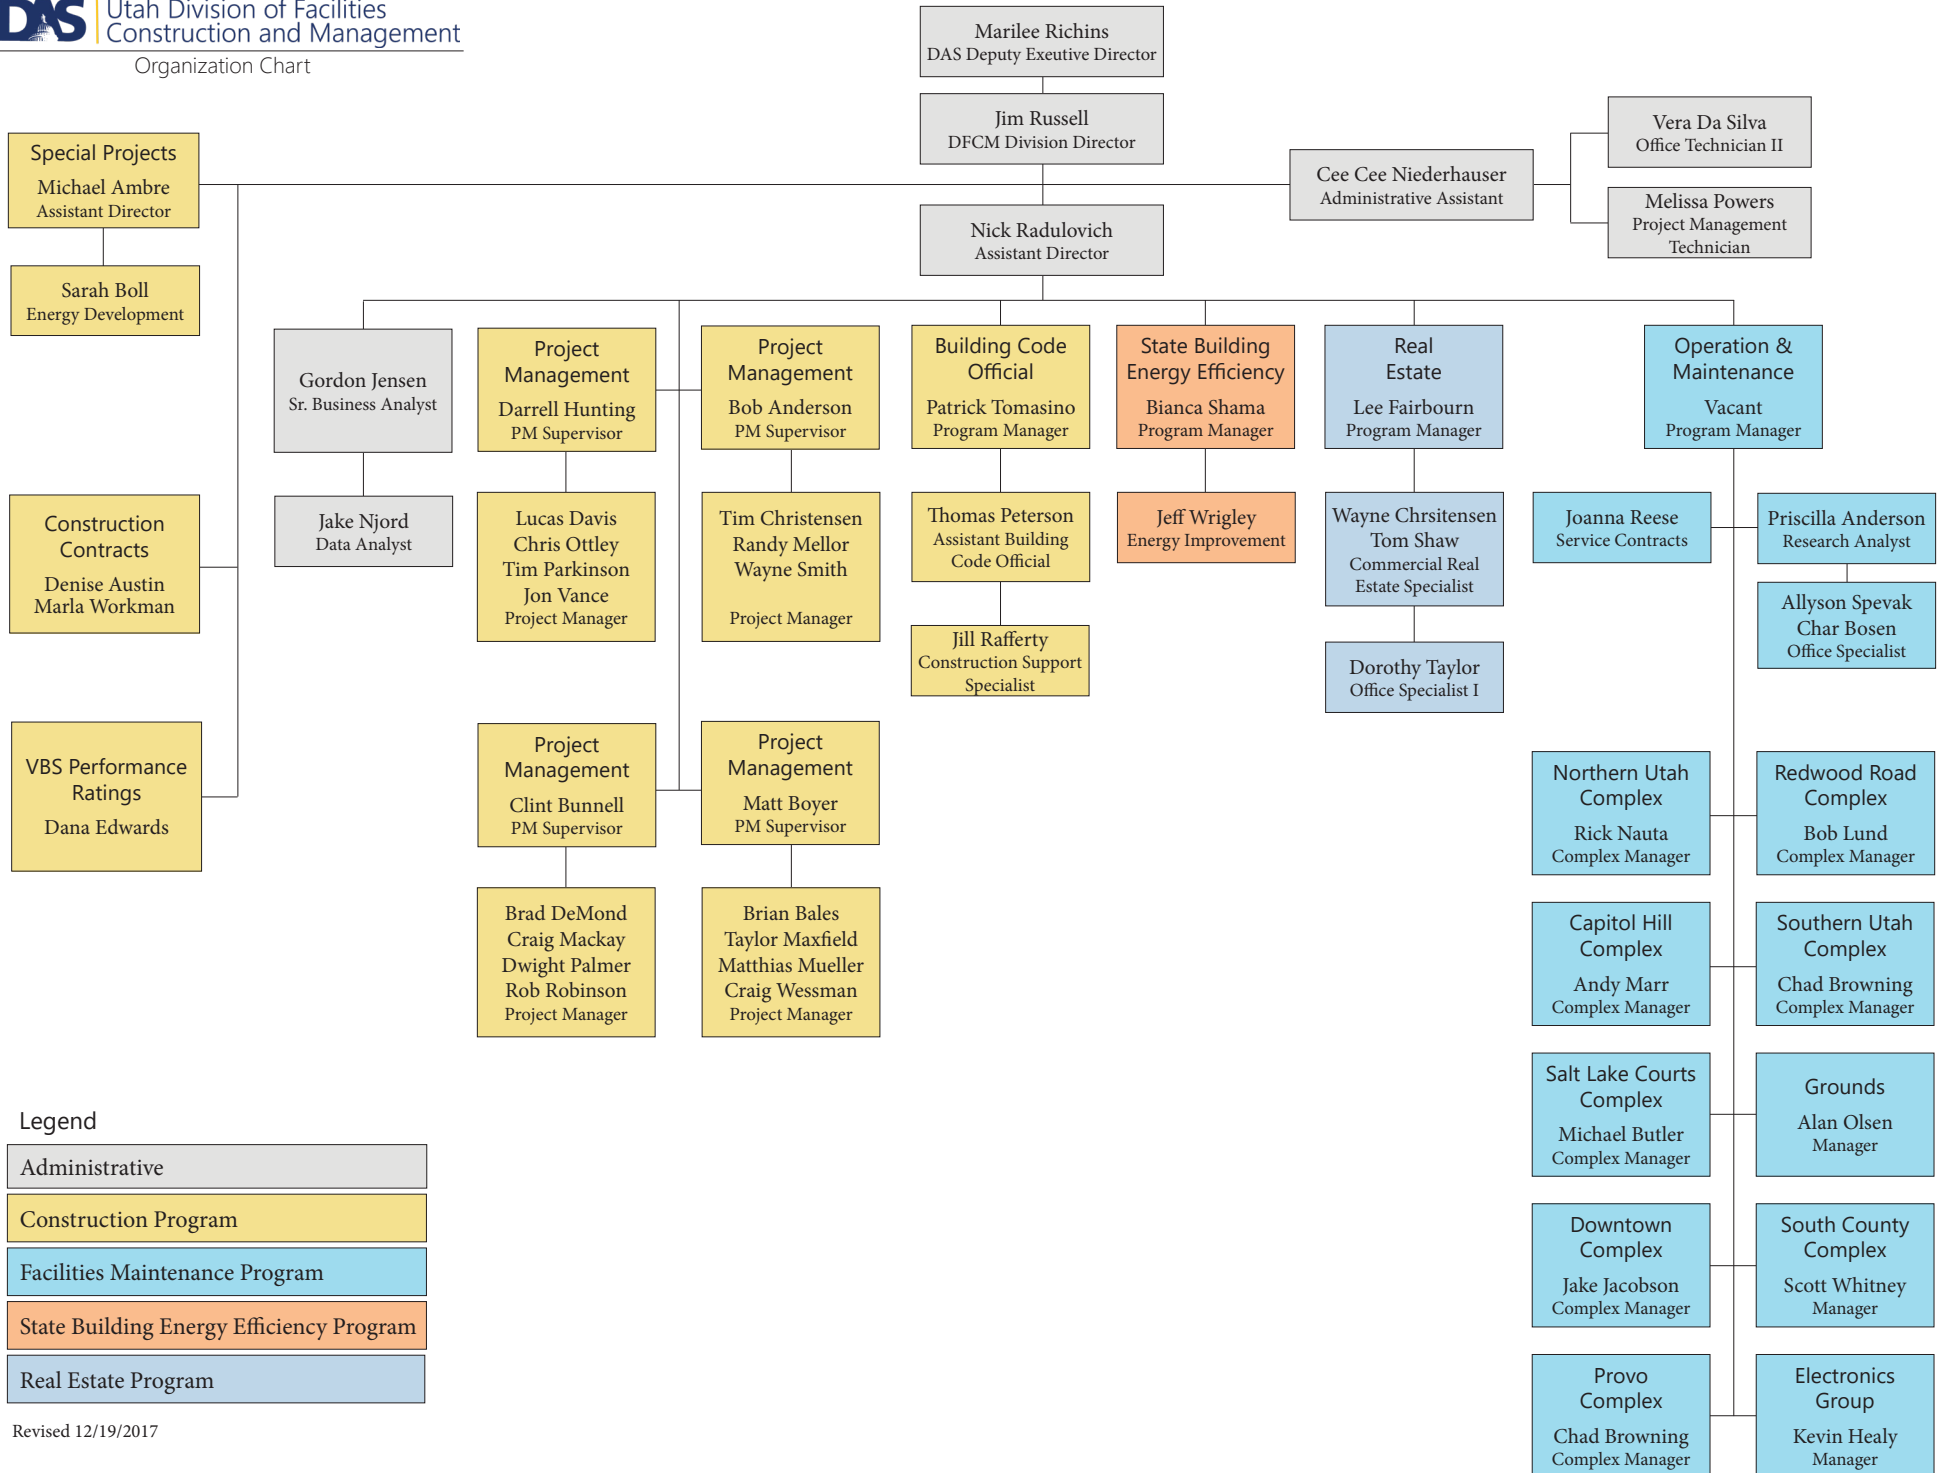 DAS
Utah Division of Facilities
Construction and Management
Organization Chart
Marilee Richins
DAS Deputy Exeutive Director
Jim Russell
DFCM Division Director
Cee Cee Niederhauser
Administrative Assistant
Vera Da Silva
Office Technician II
Melissa Powers
Project Management
Technician
Nick Radulovich
Assistant Director
Special Projects
Michael Ambre
Assistant Director
Sarah Boll
Energy Development
Construction
Contracts
Denise Austin
Marla Workman
VBS Performance
Ratings
Dana Edwards
Gordon Jensen
Sr. Business Analyst
Jake Njord
Data Analyst
Project
Management
Darrell Hunting
PM Supervisor
Lucas Davis
Chris Ottley
Tim Parkinson
Jon Vance
Project Manager
Project
Management
Bob Anderson
PM Supervisor
Tim Christensen
Randy Mellor
Wayne Smith
Project Manager
Project
Management
Clint Bunnell
PM Supervisor
Brad DeMond
Craig Mackay
Dwight Palmer
Rob Robinson
Project Manager
Project
Management
Matt Boyer
PM Supervisor
Brian Bales
Taylor Maxfield
Matthias Mueller
Craig Wessman
Project Manager
Building Code
Official
Patrick Tomasino
Program Manager
Thomas Peterson
Assistant Building
Code Official
Jill Rafferty
Construction Support
Specialist
State Building
Energy Efficiency
Bianca Shama
Program Manager
Jeff Wrigley
Energy Improvement
Real
Estate
Lee Fairbourn
Program Manager
Wayne Chrsitensen
Tom Shaw
Commercial Real
Estate Specialist
Dorothy Taylor
Office Specialist I
Operation &
Maintenance
Vacant
Program Manager
Joanna Reese
Service Contracts
Priscilla Anderson
Research Analyst
Allyson Spevak
Char Bosen
Office Specialist
Northern Utah
Complex
Rick Nauta
Complex Manager
Redwood Road
Complex
Bob Lund
Complex Manager
Capitol Hill
Complex
Andy Marr
Complex Manager
Southern Utah
Complex
Chad Browning
Complex Manager
Salt Lake Courts
Complex
Michael Butler
Complex Manager
Grounds
Alan Olsen
Manager
Downtown
Complex
Jake Jacobson
Complex Manager
South County
Complex
Scott Whitney
Manager
Provo
Complex
Chad Browning
Complex Manager
Electronics
Group
Kevin Healy
Manager
Legend
Administrative
Construction Program
Facilities Maintenance Program
State Building Energy Efficiency Program
Real Estate Program
Revised 12/19/2017